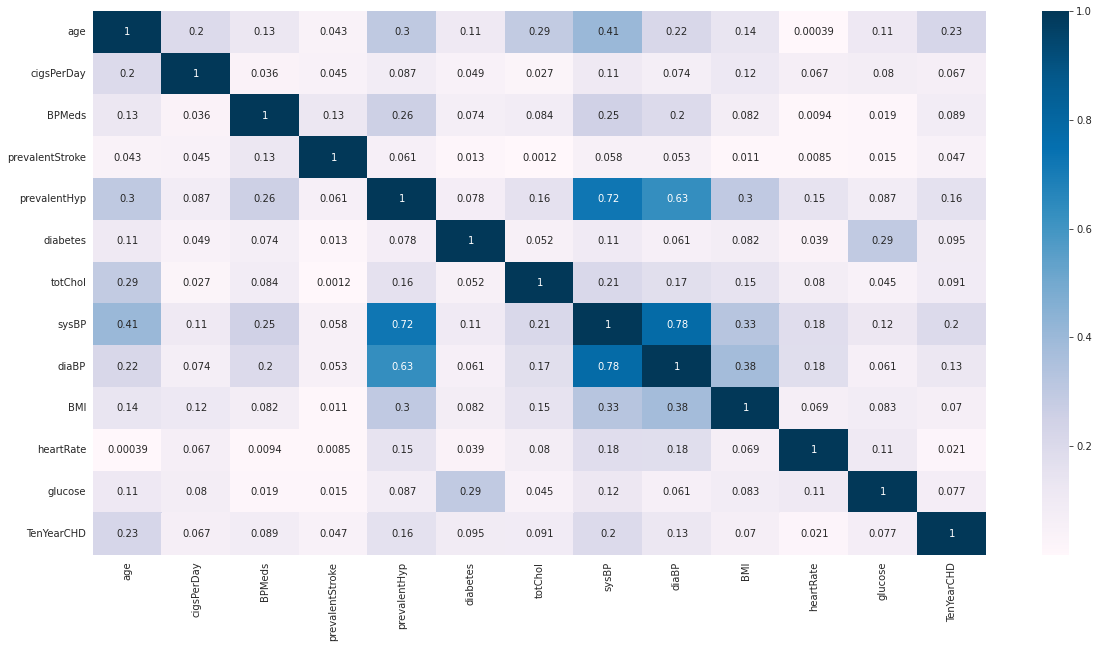 age 1 0.2 0.13 0.043 0.3 0.11 0.29 0.41 0.22 0.14 0.00039 0.11 0.23
cigsPerDay 0.2 1 0.036 0.045 0.087 0.049 0.027 0.11 0.074 0.12 0.067 0.08 0.067
BPMeds 0.13 0.036 1 0.13 0.26 0.074 0.084 0.25 0.2 0.082 0.0094 0.019 0.089
prevalentStroke 0.043 0.045 0.13 1 0.061 0.013 0.0012 0.058 0.053 0.011 0.0085 0.015 0.047
prevalentHyp 0.3 0.087 0.26 0.061 1 0.078 0.16 0.72 0.63 0.3 0.15 0.087 0.16
diabetes 0.11 0.049 0.074 0.013 0.078 1 0.052 0.11 0.061 0.082 0.039 0.29 0.095
totChol 0.29 0.027 0.084 0.0012 0.16 0.052 1 0.21 0.17 0.15 0.08 0.045 0.091
sysBP 0.41 0.11 0.25 0.058 0.72 0.11 0.21 1 0.78 0.33 0.18 0.12 0.2
diaBP 0.22 0.074 0.2 0.053 0.63 0.061 0.17 0.78 1 0.38 0.18 0.061 0.13
BMI 0.14 0.12 0.082 0.011 0.3 0.082 0.15 0.33 0.38 1 0.069 0.083 0.07
heartRate 0.00039 0.067 0.0094 0.0085 0.15 0.039 0.08 0.18 0.18 0.069 1 0.11 0.021
glucose 0.11 0.08 0.019 0.015 0.087 0.29 0.045 0.12 0.061 0.083 0.11 1 0.077
TenYearCHD 0.23 0.067 0.089 0.047 0.16 0.095 0.091 0.2 0.13 0.07 0.021 0.077 1
age cigsPerDay BPMeds prevalentStroke prevalentHyp diabetes totChol sysBP diaBP BMI heartRate glucose TenYearCHD
1.0
0.8
0.6
0.4
0.2